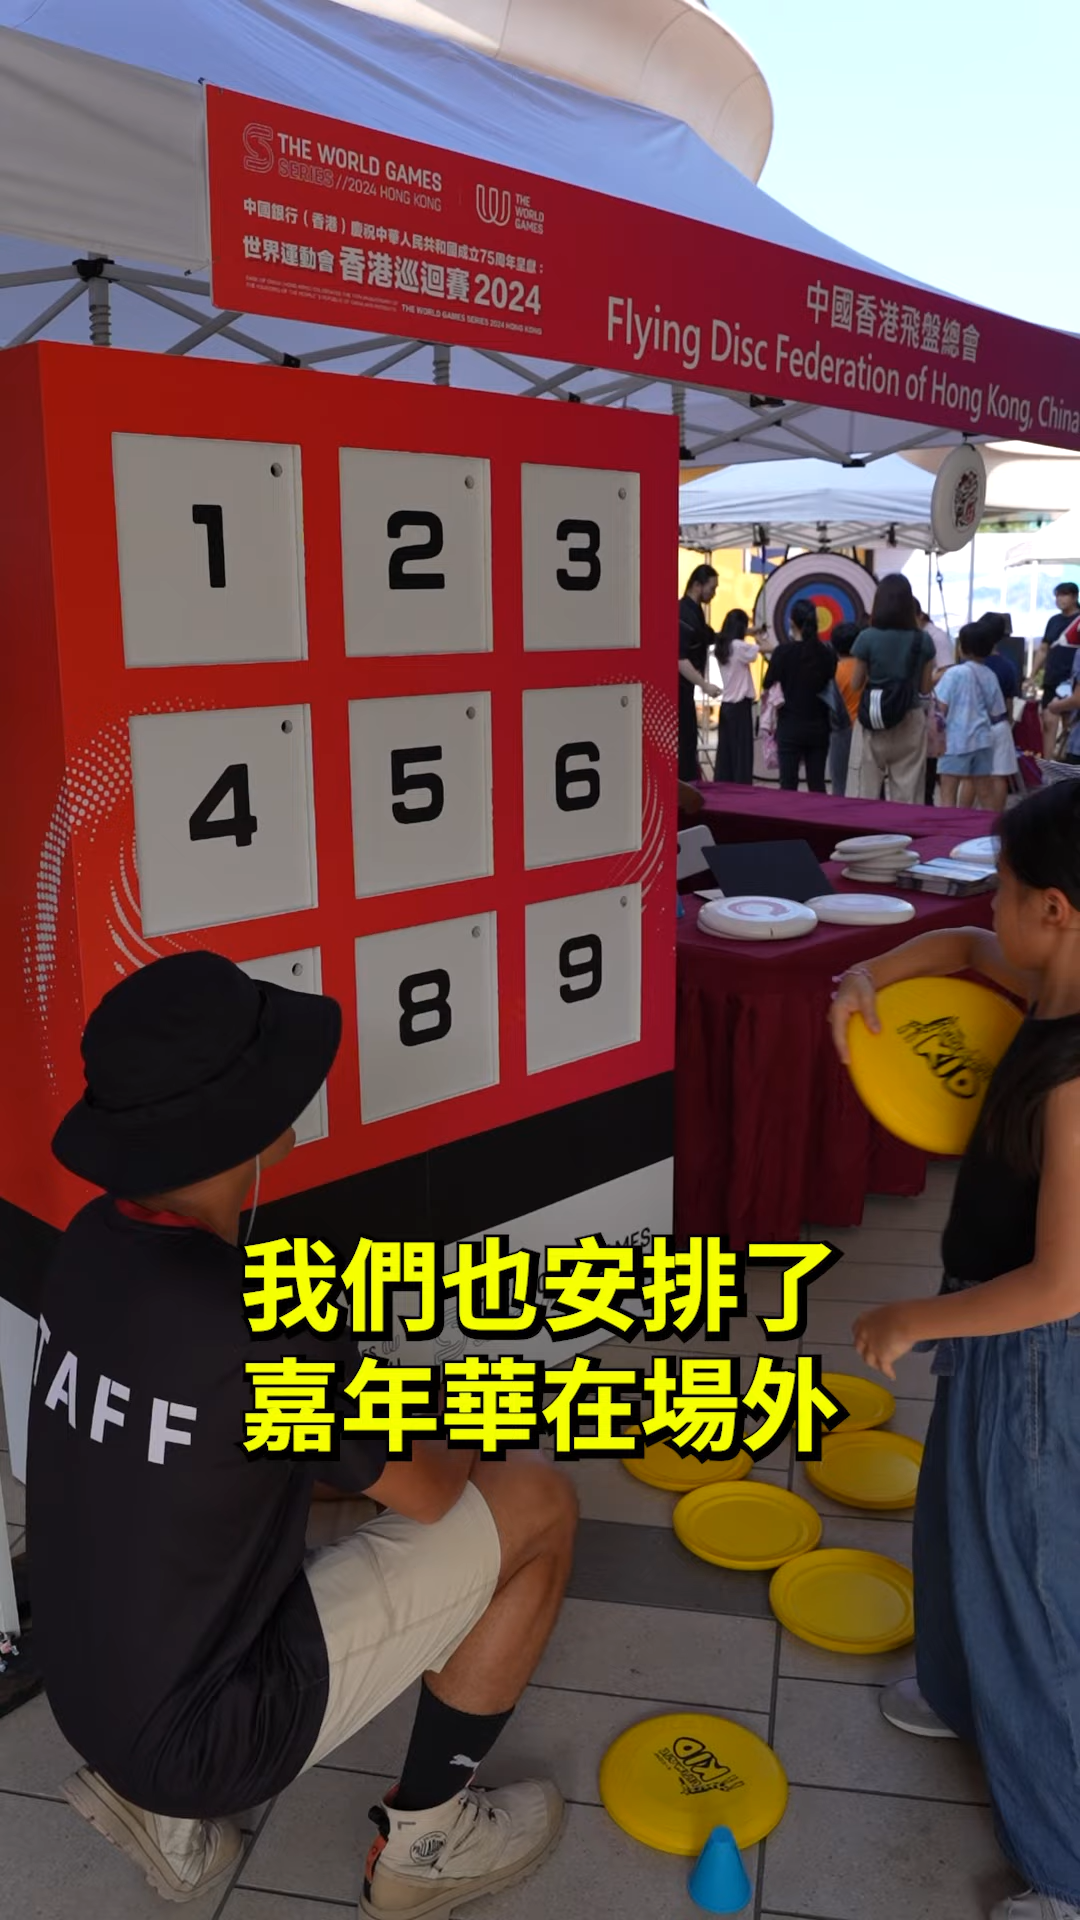 THE WORLD GAMES
SERIES //2024 HONG KONG
THE
WORLD
GAMES
中國銀行（香港）慶祝中華人民共和國成立75周年呈獻：
世界運動會 香港巡迴賽 2024
THE WORLD GAMES SERIES 2024 HONG KONG
中國香港飛盤總會
Flying Disc Federation of Hong Kong, China
1
2
3
4
5
6
8
9
KID
TAFF
我們也安排了
嘉年華在場外
KID